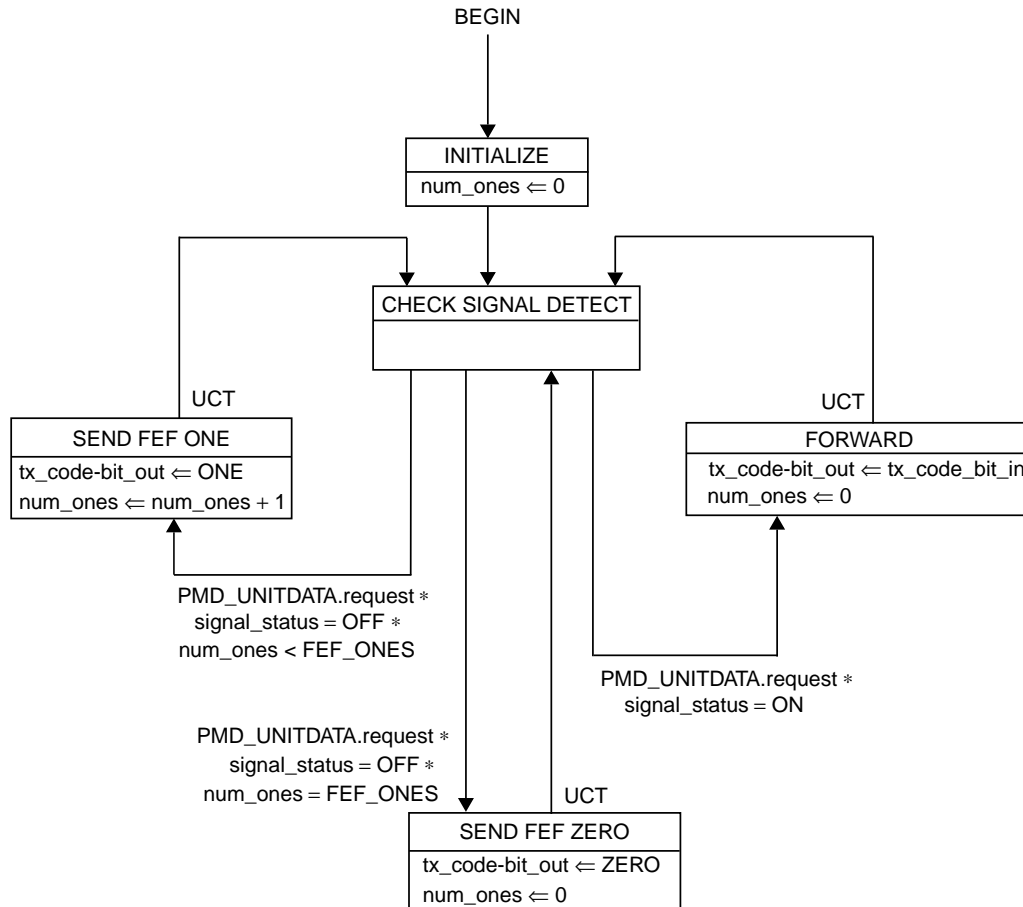 BEGIN
INITIALIZE
num_ones ⇐ 0
CHECK SIGNAL DETECT
UCT
SEND FEF ONE
tx_code-bit_out ⇐ ONE
num_ones ⇐ num_ones + 1
UCT
FORWARD
tx_code-bit_out ⇐ tx_code_bit_in
num_ones ⇐ 0
PMD_UNITDATA.request ∗
signal_status = OFF ∗
num_ones < FEF_ONES
PMD_UNITDATA.request ∗
signal_status = ON
PMD_UNITDATA.request ∗
signal_status = OFF ∗
num_ones = FEF_ONES
UCT
SEND FEF ZERO
tx_code-bit_out ⇐ ZERO
num_ones ⇐ 0